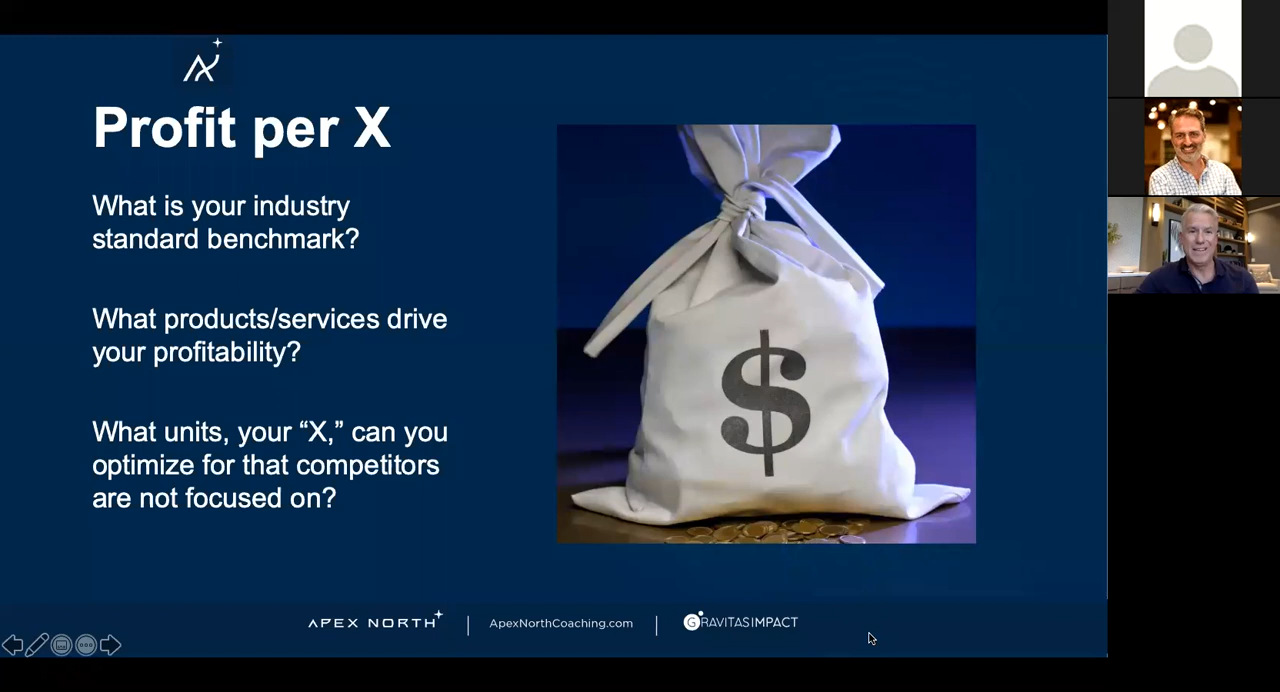 Profit per X
What is your industry
standard benchmark?
What products/services drive
your profitability?
What units, your “X,” can you
optimize for that competitors
are not focused on?
$
APEX NORTH
ApexNorthCoaching.com
GRAVITASIMPACT